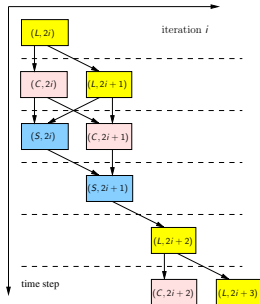 iteration i
(L, 2i)
(C, 2i) (L, 2i + 1)
(S, 2i) (C, 2i + 1)
(S, 2i + 1)
(L, 2i + 2)
time step
(C, 2i + 2) (L, 2i + 3)